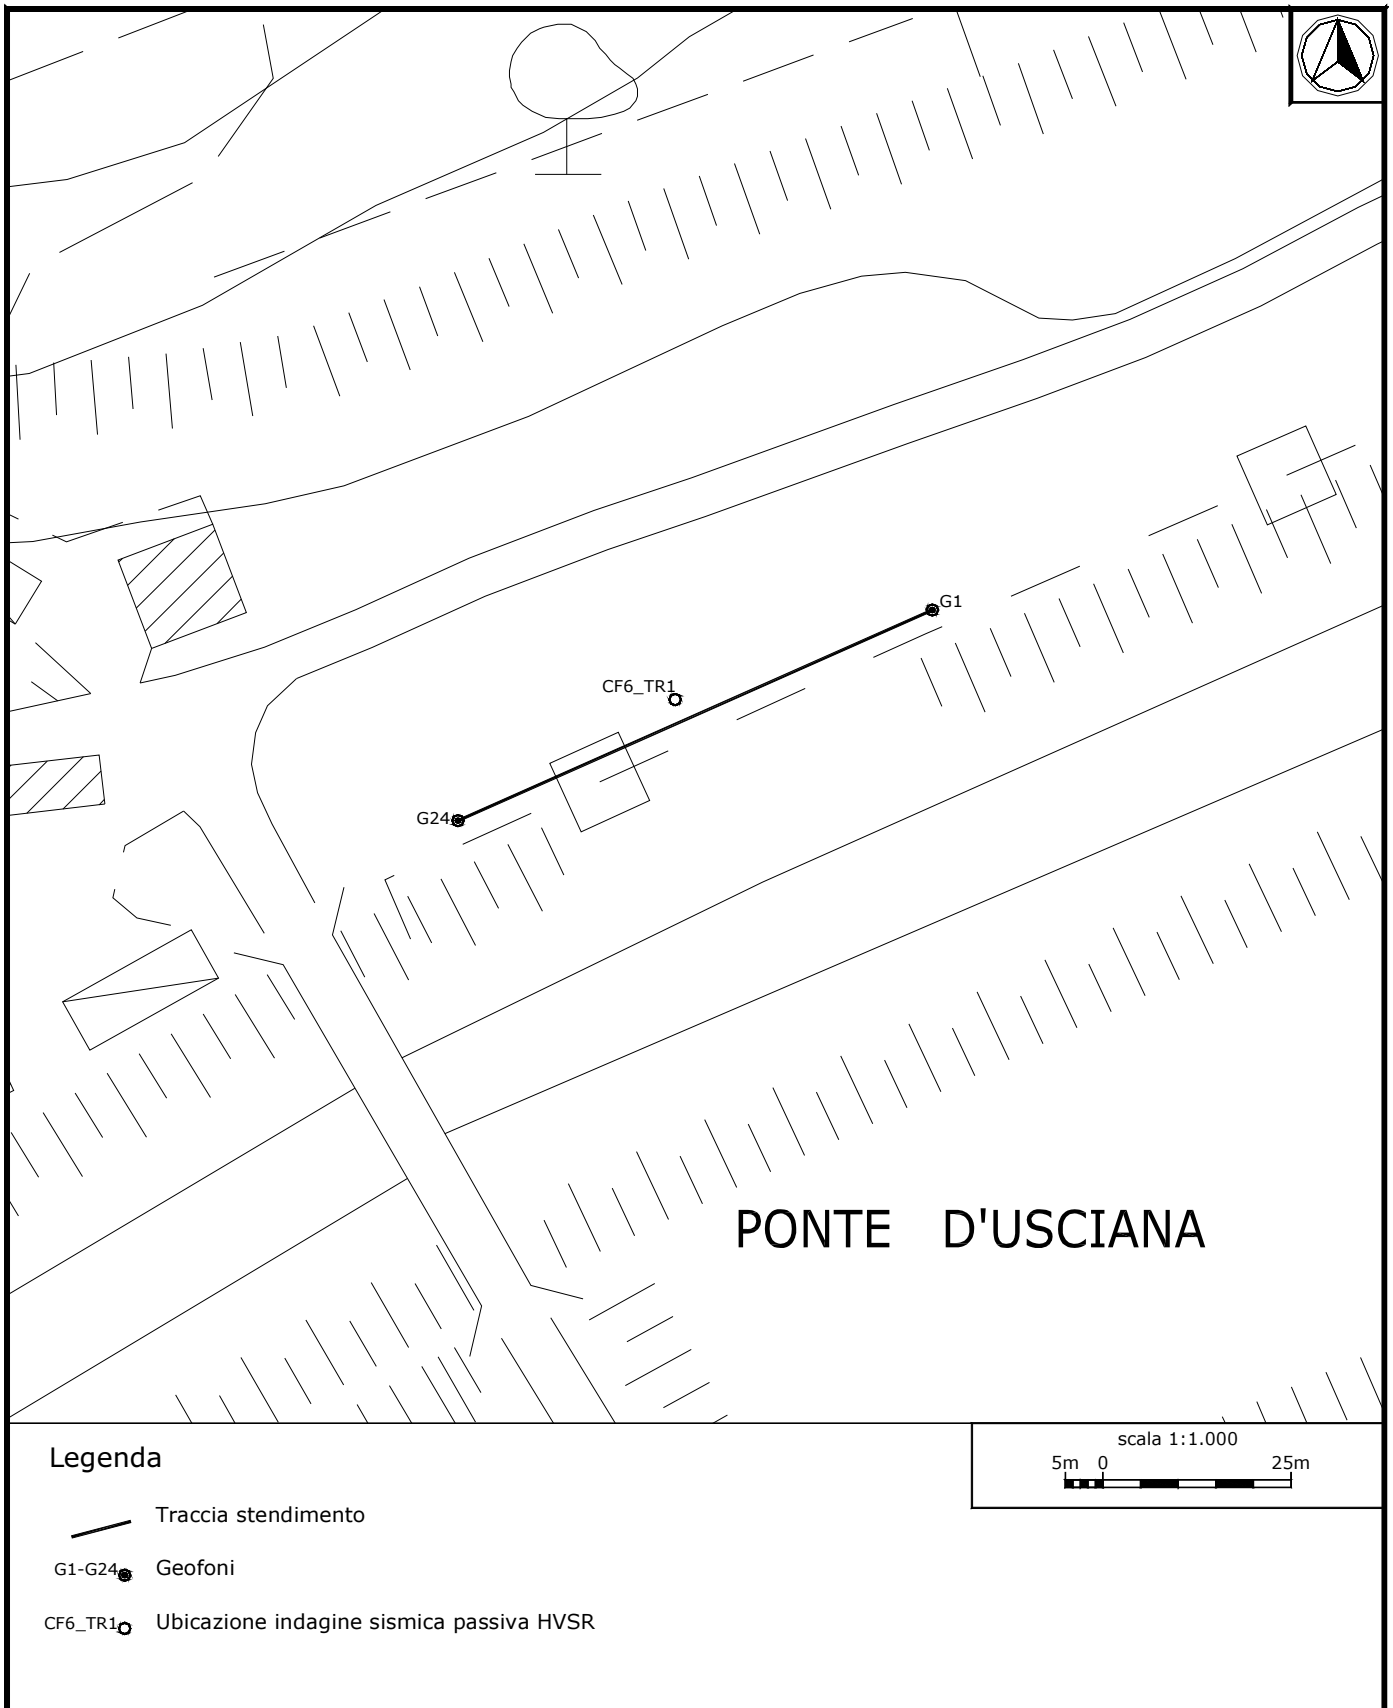 G1
CF6_TR1
G24
PONTE D'USCIANA
scala 1:1.000
5m 0 25m
Legenda
Traccia stendimento
G1-G24 Geofoni
CF6_TR1 Ubicazione indagine sismica passiva HVSR